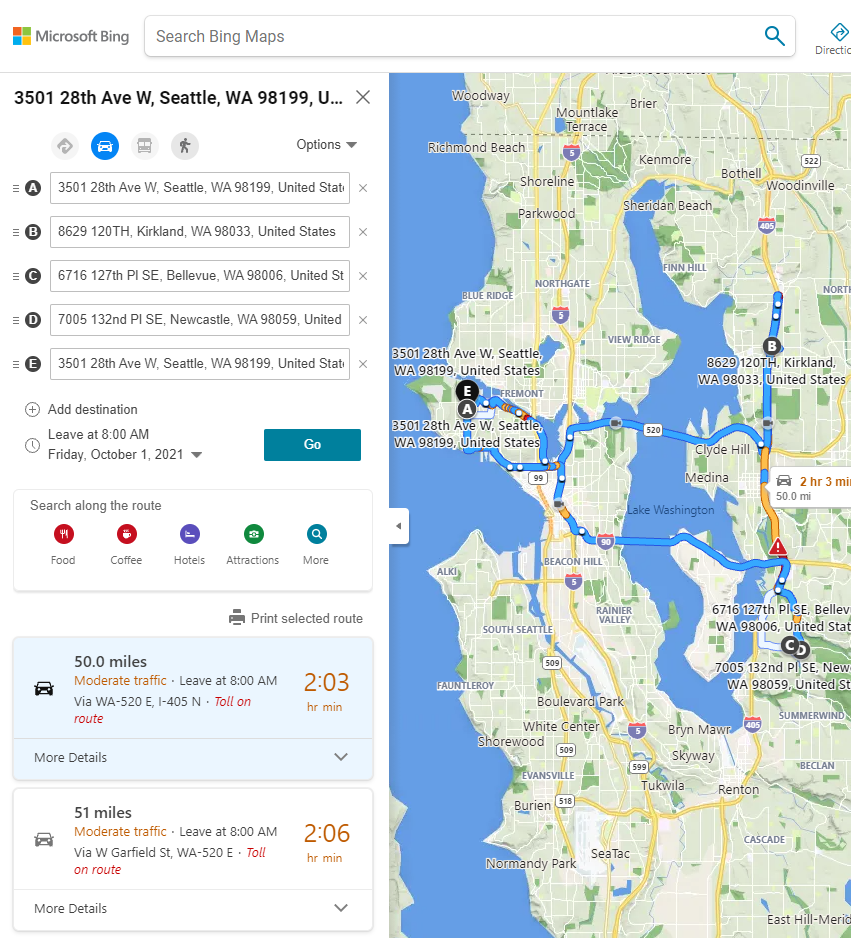 Microsoft Bing
Search Bing Maps
3501 28th Ave W, Seattle, WA 98199, U...
Options
A 3501 28th Ave W, Seattle, WA 98199, United
B 8629 120TH, Kirkland, WA 98033, United States
C 6716 127th Pl SE, Bellevue, WA 98006, United St
D 7005 132nd Pl SE, Newcastle, WA 98059, United
E 3501 28th Ave W, Seattle, WA 98199, United
Add destination
Leave at 8:00 AM
Friday, October 1, 2021
Go
Search along the route
Food
Coffee
Hotels
Attractions
More
Print selected route
50.0 miles
Moderate traffic · Leave at 8:00 AM
Via WA-520 E, I-405 N · Toll on
route
2:03
hr min
More Details
51 miles
Moderate traffic · Leave at 8:00 AM
Via W Garfield St, WA-520 E · Toll
on route
2:06
hr min
More Details
Woodway
Brier
Mountlake
Terrace
Richmond Beach
5
Kenmore
522
Bothell
Woodinville
Shoreline
Parkwood
Sheridan Beach
405
FINN HILL
NORTHGATE
BLUE RIDGE
5
VIEW RIDGE
3501 28th Ave W, Seattle,
WA 98199, United States
B
8629 120TH, Kirkland,
WA 98033, United States
E
FREMONT
A
3501 28th Ave W, Seattle,
WA 98199, United States
520
Clyde Hill
99
Medina
2 hr 3 mi
50.0 mi
Lake Washington
90
BEACON HILL
ALKI
5
6716 127th Pl SE, Bellev
WA 98006, United Stat
RAINIER
VALLEY
SOUTH SEATTLE
C
D
509
7005 132nd Pl SE, New
WA 98059, United St
FAUNTLEROY
Boulevard Park
SUMMERWIND
White Center
5
Bryn Mawr
405
Shorewood
509
Skyway
599
BECLAN
EVANSVILLE
Tukwila
Renton
Burien
518
CASCADE
SeaTac
Normandy Park
East Hill-Merid